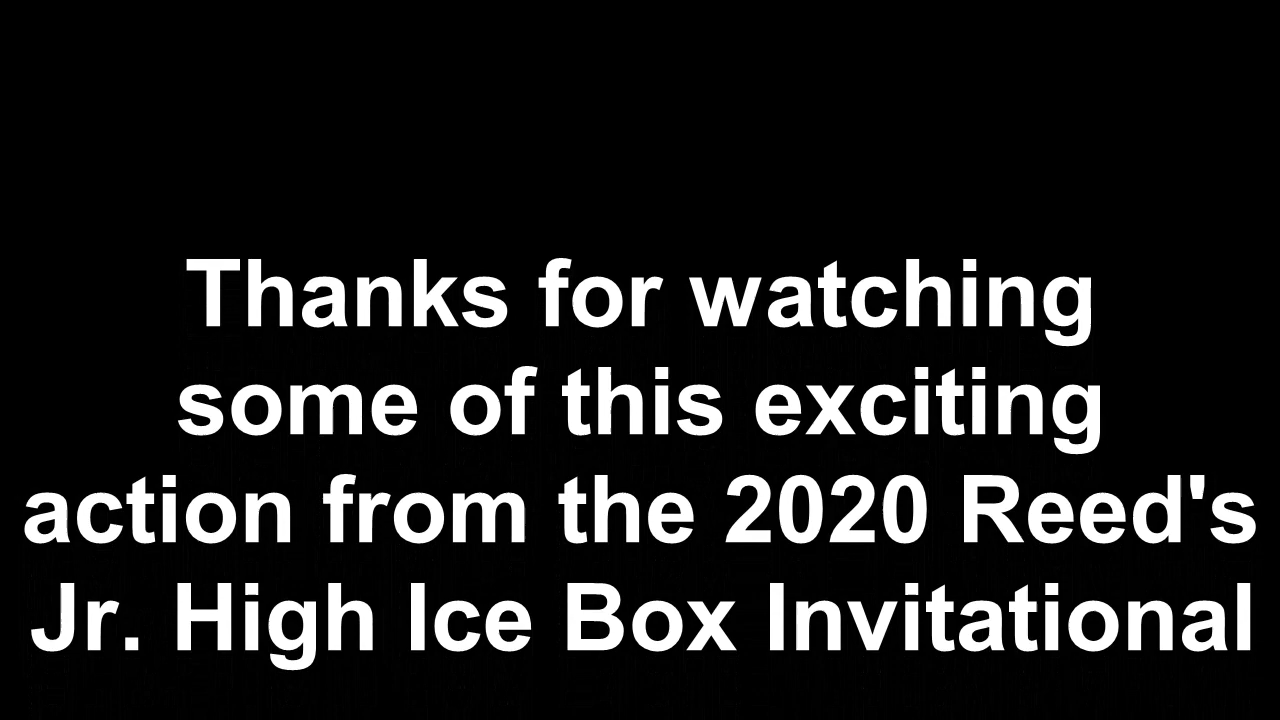 Thanks for watching
some of this exciting
action from the 2020 Reed's
Jr. High Ice Box Invitational